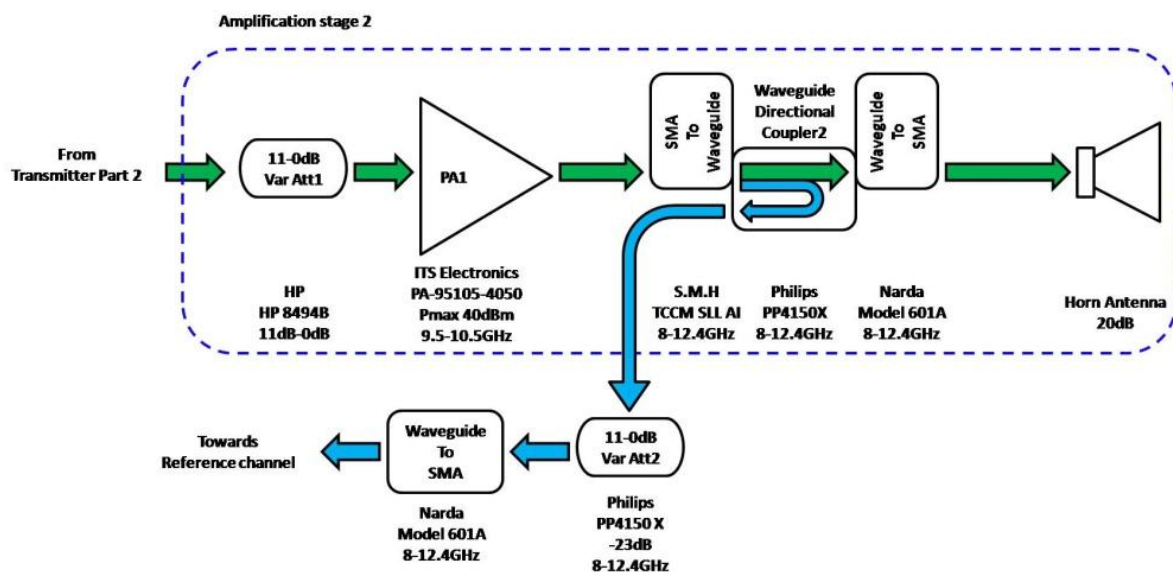 Amplification stage 2
From
Transmitter Part 2
11-0dB
Var Att1
PA1
SMA
To
Waveguide
Waveguide
Directional
Coupler2
Waveguide
To
SMA
HP
HP 8494B
11dB-0dB
ITS Electronics
PA-95105-4050
Pmax 40dBm
9.5-10.5GHz
S.M.H
TCCM SLL AI
8-12.4GHz
Philips
PP4150X
8-12.4GHz
Narda
Model 601A
8-12.4GHz
Horn Antenna
20dB
Towards
Reference channel
Waveguide
To
SMA
11-0dB
Var Att2
Narda
Model 601A
8-12.4GHz
Philips
PP4150 X
-23dB
8-12.4GHz